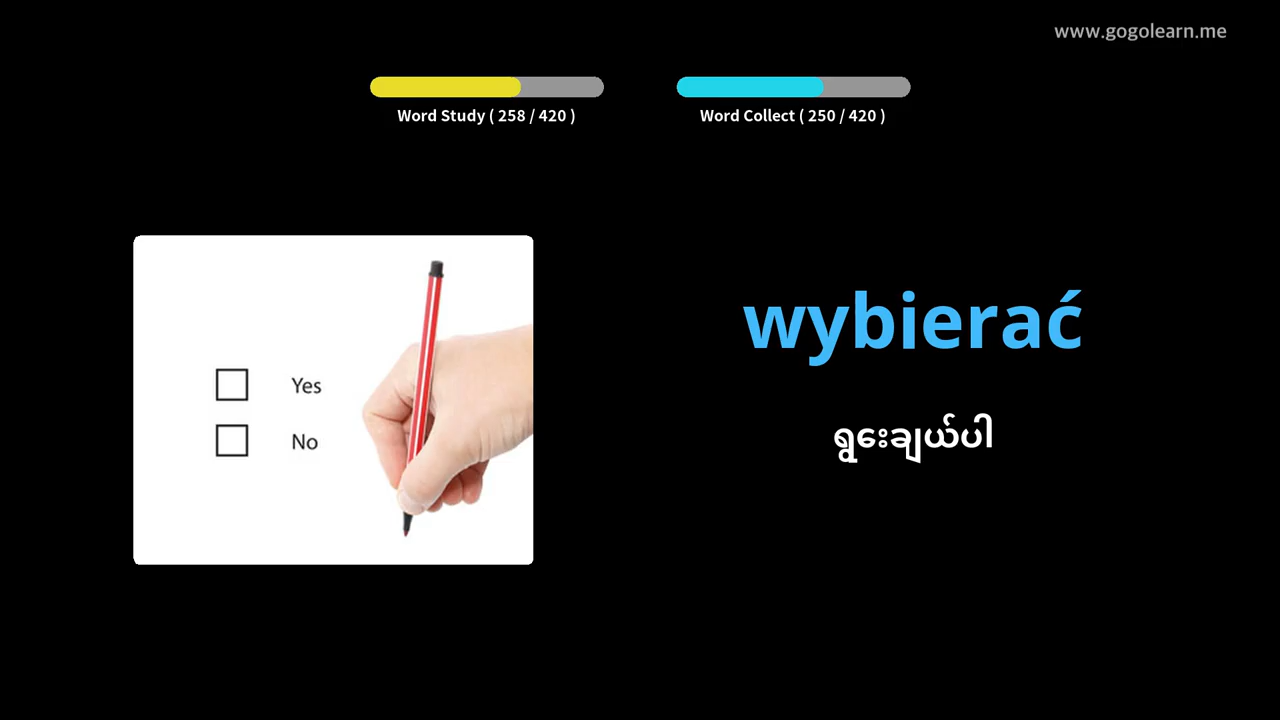 www.gogolearn.me
Word Study ( 258 / 420 )
Word Collect ( 250 / 420 )
Yes
No
wybierać
ရွေးချယ်ပါ